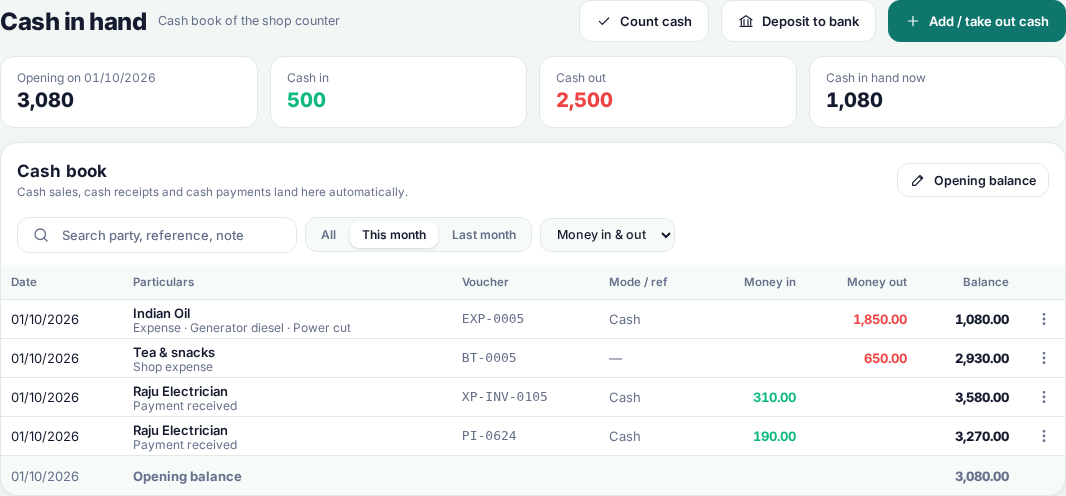 Cash in hand Cash book of the shop counter Count cash Deposit to bank Add / take out cash
Opening on 01/10/2026 Cash in Cash out Cash in hand now
3,080 500 2,500 1,080
Cash book
Cash sales, cash receipts and cash payments land here automatically.
Opening balance
Search party, reference, note All This month Last month Money in & out
Date Particulars Voucher Mode / ref Money in Money out Balance
01/10/2026 Indian Oil EXP-0005 Cash 1,850.00 1,080.00
Expense · Generator diesel · Power cut
01/10/2026 Tea & snacks BT-0005 — 650.00 2,930.00
Shop expense
01/10/2026 Raju Electrician XP-INV-0105 Cash 310.00 3,580.00
Payment received
01/10/2026 Raju Electrician PI-0624 Cash 190.00 3,270.00
Payment received
01/10/2026 Opening balance 3,080.00